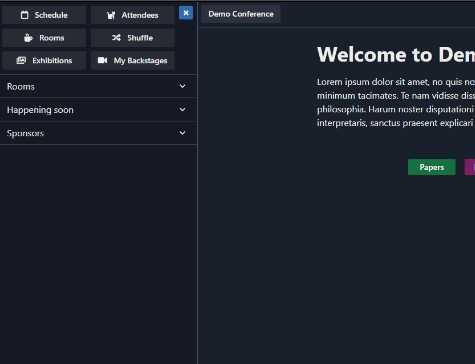 Schedule
Attendees
Rooms
Shuffle
Exhibitions
My Backstages
Rooms
Happening soon
Sponsors
Demo Conference
Welcome to Dem
Lorem ipsum dolor sit amet, no quis no
minimum tacimates. Te nam vidisse diss
philosophia. Harum noster disputationi
interpretaris, sanctus praesent explicari
Papers